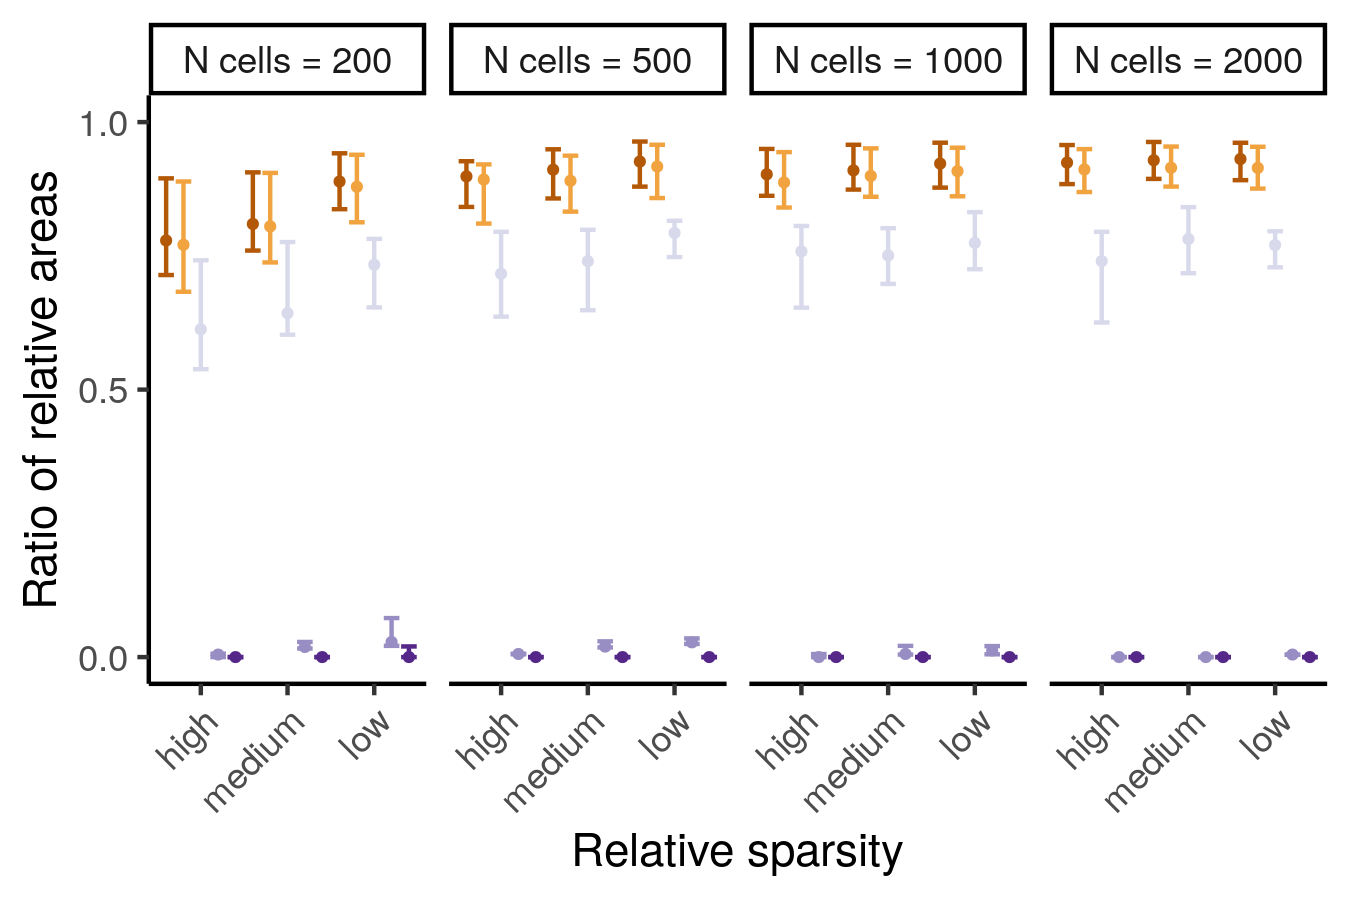 N cells = 200
N cells = 500
N cells = 1000
N cells = 2000
Ratio of relative areas
1.0
0.5
0.0
high
medium
low
high
medium
low
high
medium
low
high
medium
low
Relative sparsity